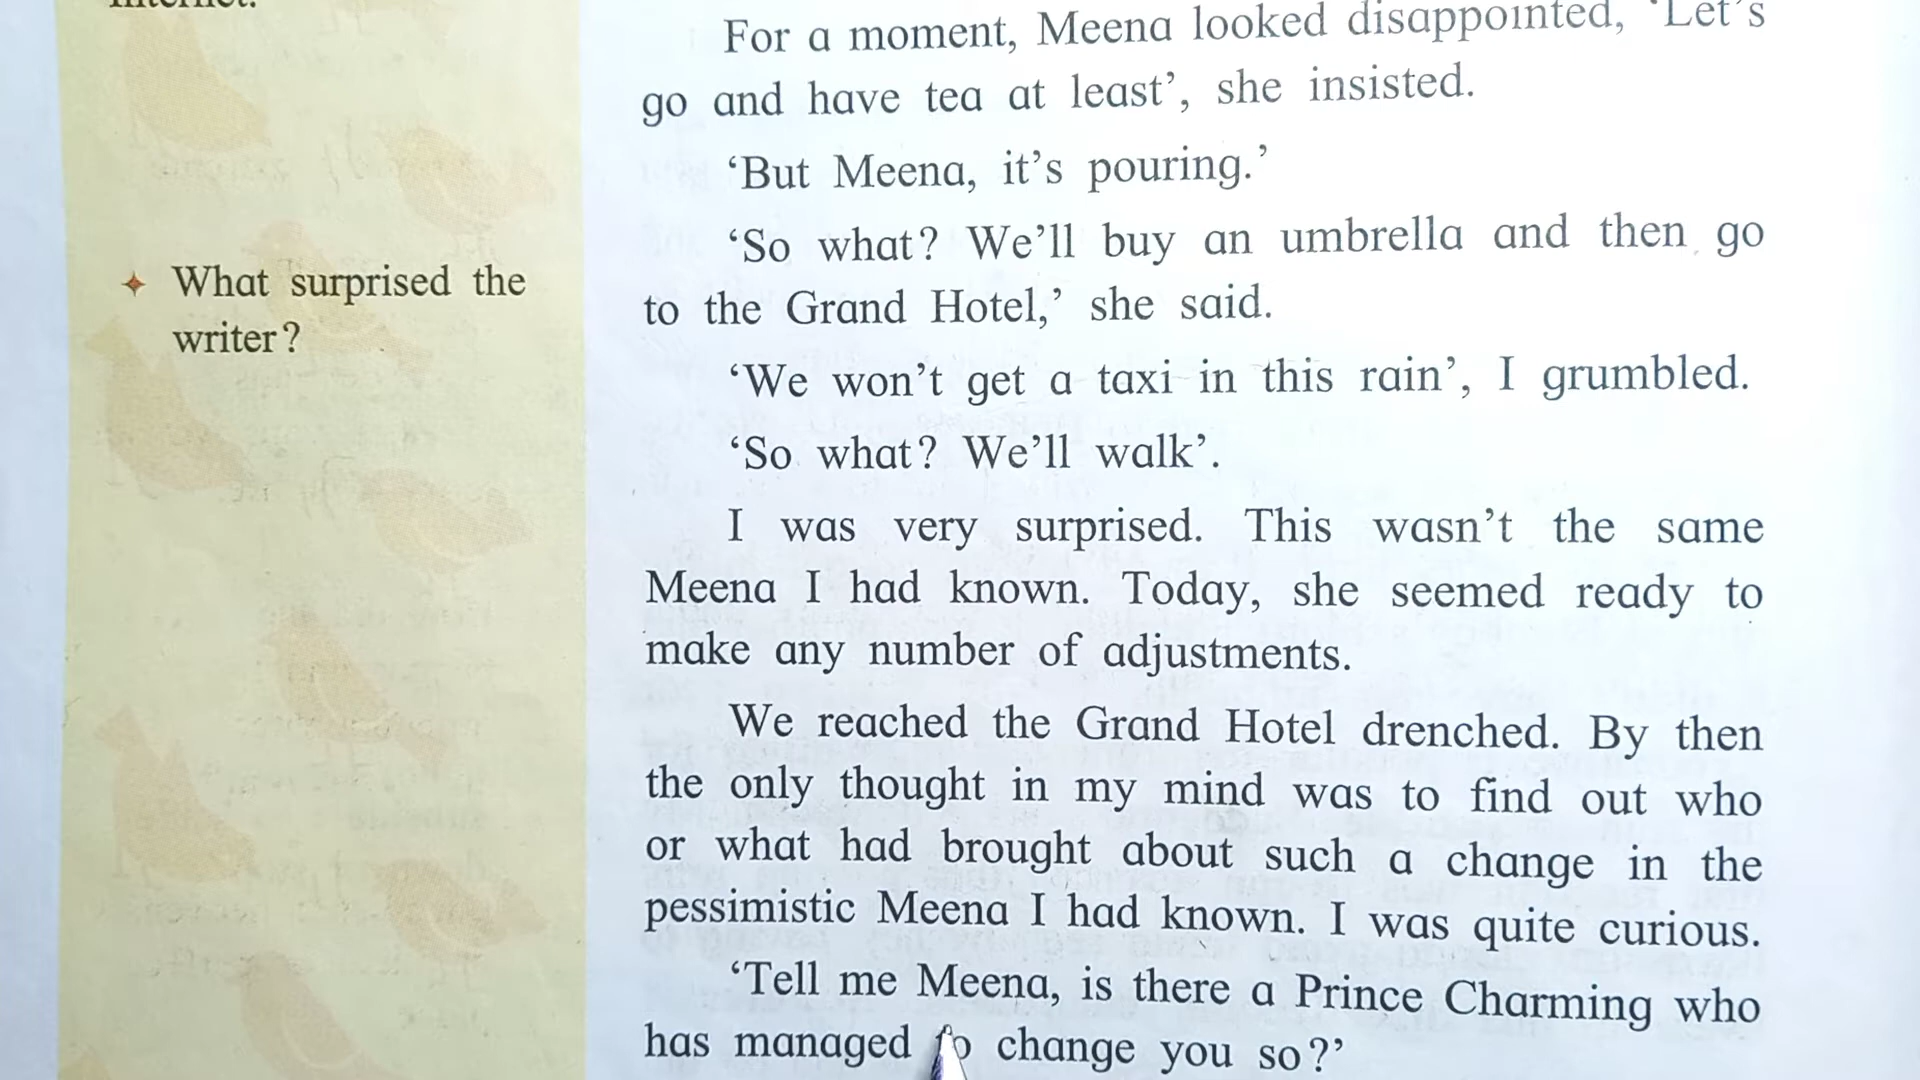 Internet.
What surprised the
writer?
For a moment, Meena looked disappointed, ‘Let’s
go and have tea at least’, she insisted.
‘But Meena, it’s pouring.’
‘So what? We’ll buy an umbrella and then go
to the Grand Hotel,’ she said.
‘We won’t get a taxi in this rain’, I grumbled.
‘So what? We’ll walk’.
I was very surprised. This wasn’t the same
Meena I had known. Today, she seemed ready to
make any number of adjustments.
We reached the Grand Hotel drenched. By then
the only thought in my mind was to find out who
or what had brought about such a change in the
pessimistic Meena I had known. I was quite curious.
‘Tell me Meena, is there a Prince Charming who
has managed to change you so?’